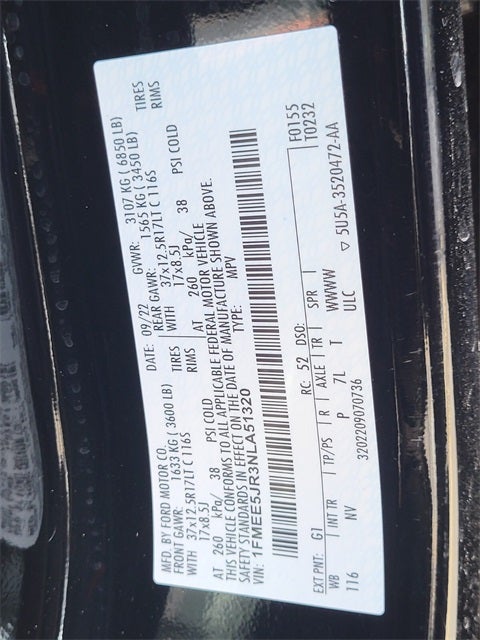 MFD. BY FORD MOTOR CO. DATE: 09/22 GVWR: 3107 KG ( 6850 LB)
FRONT GAWR: 1633 KG ( 3600 LB) REAR GAWR: 1565 KG ( 3450 LB)
WITH 37x12.5R17LT C 116S TIRES WITH 37x12.5R17LT C 116S TIRES
17x8.5J RIMS 17x8.5J RIMS
AT 260 kPa/ 38 PSI COLD AT 260 kPa/ 38 PSI COLD
THIS VEHICLE CONFORMS TO ALL APPLICABLE FEDERAL MOTOR VEHICLE
SAFETY STANDARDS IN EFFECT ON THE DATE OF MANUFACTURE SHOWN ABOVE.
VIN: 1FMEE5JR3NLA51320 TYPE: MPV
F0155
T0232
EXT PNT: G1 RC: 52 DSO:
WB INT TR TP/PS R AXLE TR SPR
116 NV P 7L T WWWW
3202209070736 ULC ▽ 5U5A-3520472-AA